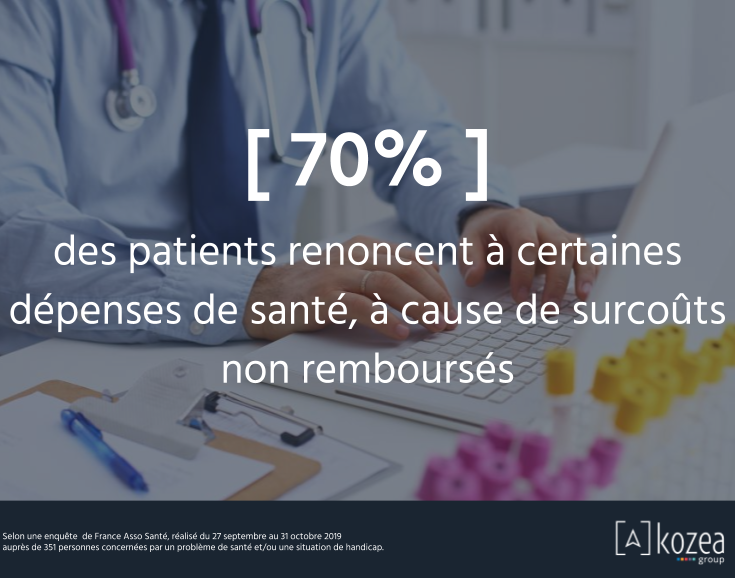 [ 70% ]
des patients renoncent à certaines
dépenses de santé, à cause de surcoûts
non remboursés
Selon une enquête de France Asso Santé, réalisé du 27 septembre au 31 octobre 2019
auprès de 351 personnes concernées par un problème de santé et/ou une situation de handicap.
[A] kozea
group